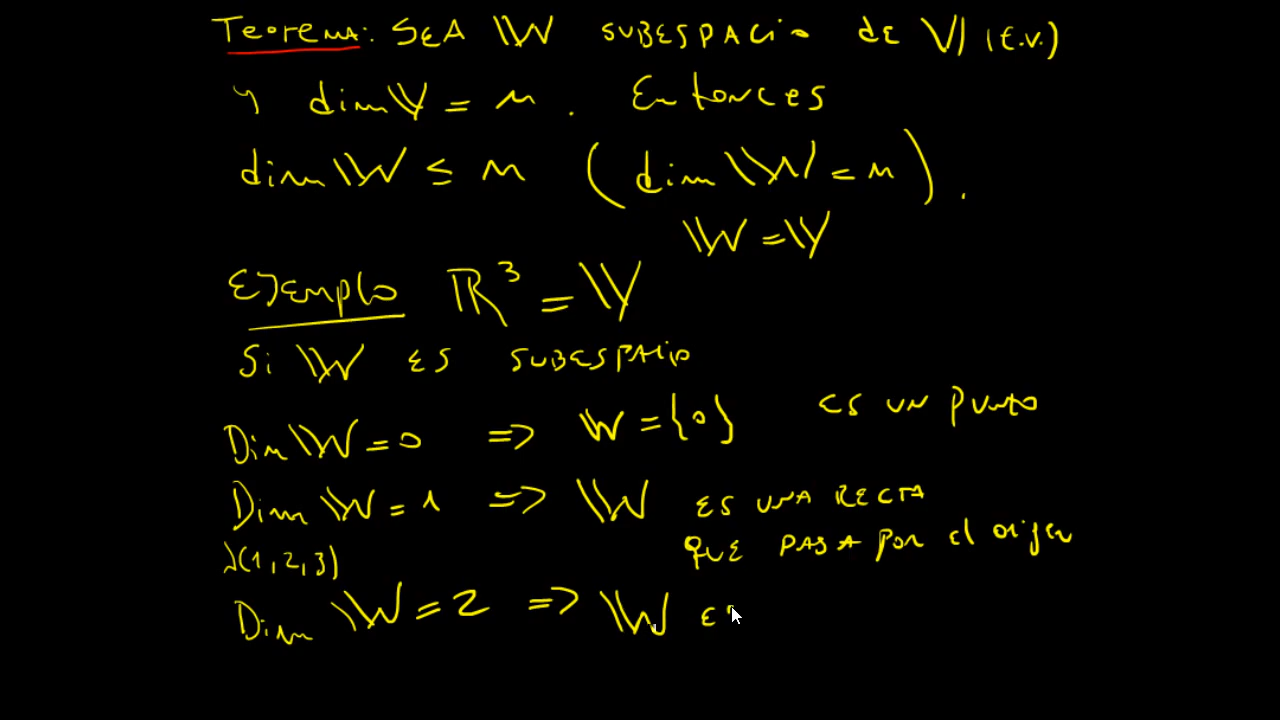 Teorema: SEA W SUBESPACIO dE V (E.V.)
y dim V = n . Entonces
dim W ≤ n ( dim W = n ) .
W = V
EJEmplo R³ = V
Si W ES SUBESPACIO
Dim W = 0 => W = {0} ES UN pUNTO
Dim W = 1 => W ES UNA RECTA
QUE PASA POR El origen
λ(1,2,3)
Dim W = 2 => W ES